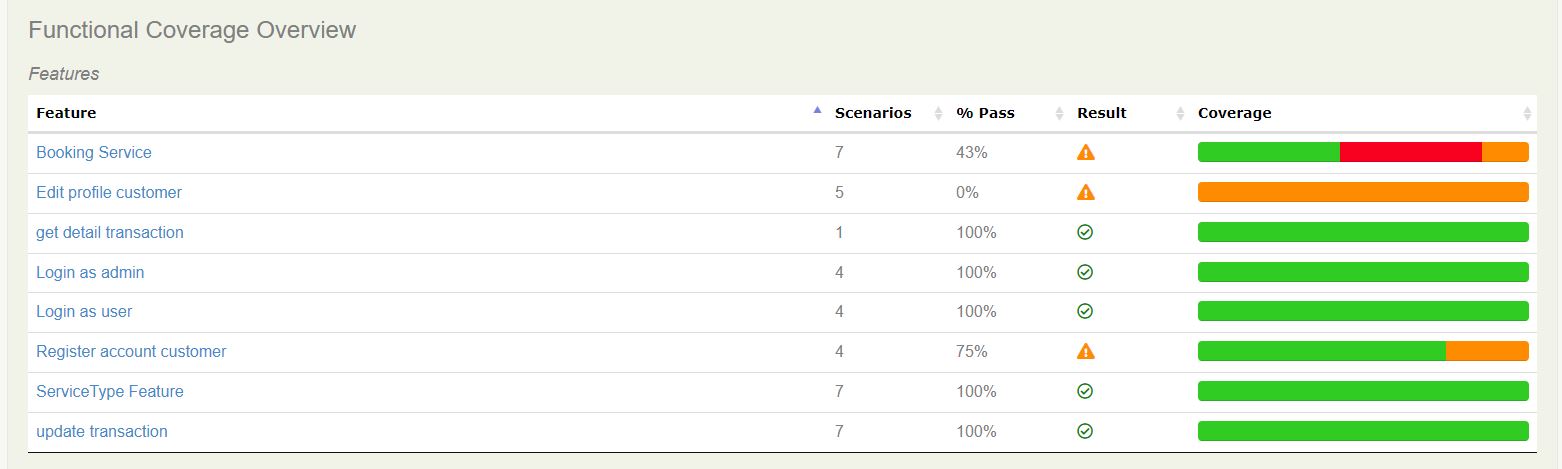 Functional Coverage Overview
Features
Feature Scenarios % Pass Result Coverage
Booking Service 7 43%
Edit profile customer 5 0%
get detail transaction 1 100%
Login as admin 4 100%
Login as user 4 100%
Register account customer 4 75%
ServiceType Feature 7 100%
update transaction 7 100%